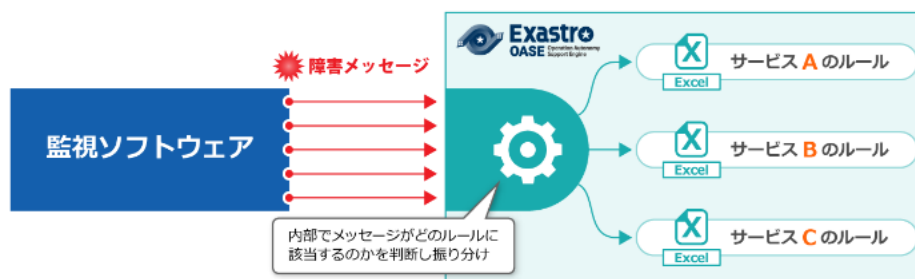 Exastro
OASE Operation Autonomy
Support Engine
障害メッセージ
監視ソフトウェア
Excel
サービス A のルール
Excel
サービス B のルール
Excel
サービス C のルール
内部でメッセージがどのルールに
該当するのかを判断し振り分け